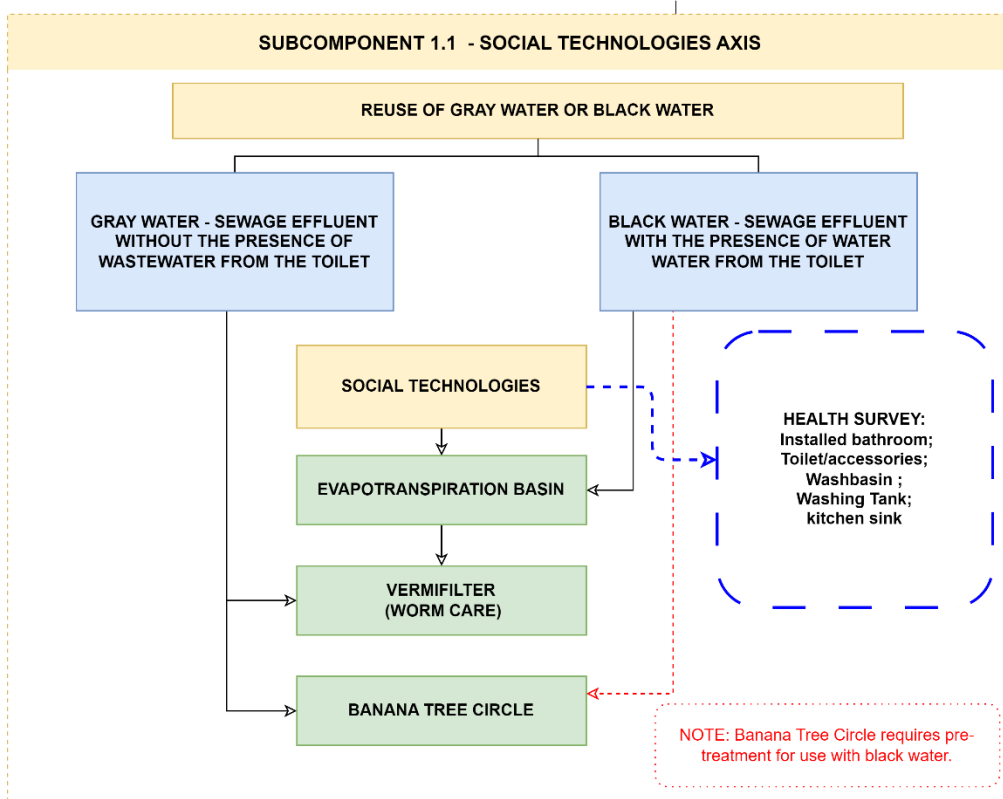 SUBCOMPONENT 1.1 - SOCIAL TECHNOLOGIES AXIS
REUSE OF GRAY WATER OR BLACK WATER
GRAY WATER - SEWAGE EFFLUENT
WITHOUT THE PRESENCE OF
WASTEWATER FROM THE TOILET
BLACK WATER - SEWAGE EFFLUENT
WITH THE PRESENCE OF WATER
WATER FROM THE TOILET
SOCIAL TECHNOLOGIES
EVAPOTRANSPIRATION BASIN
VERMIFILTER
(WORM CARE)
BANANA TREE CIRCLE
HEALTH SURVEY:
Installed bathroom;
Toilet/accessories;
Washbasin ;
Washing Tank;
kitchen sink
NOTE: Banana Tree Circle requires pre-
treatment for use with black water.